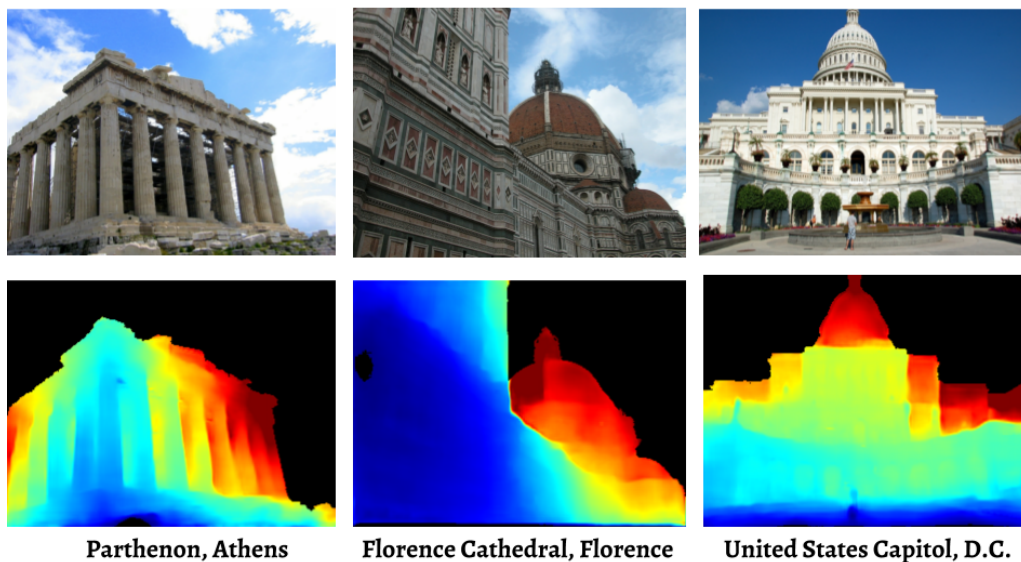 Parthenon, Athens
Florence Cathedral, Florence
United States Capitol, D.C.